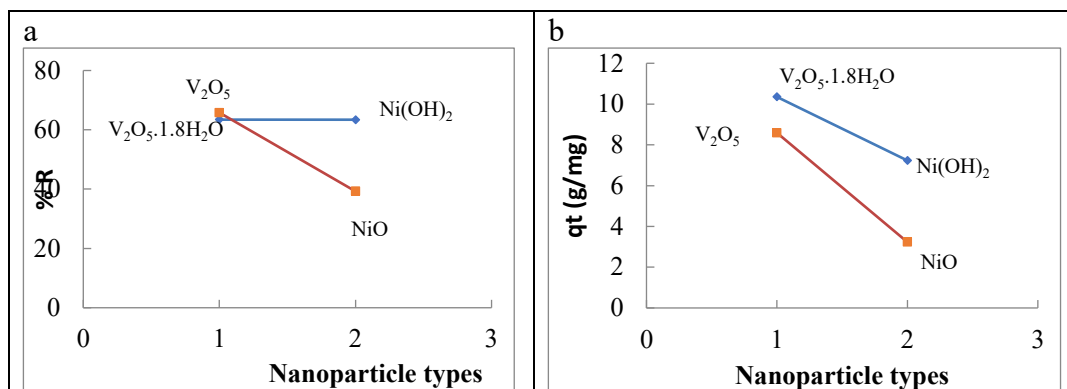 a
80
60
40
20
0
%R
V₂O₅
V₂O₅.1.8H₂O
Ni(OH)₂
NiO
0 1 2 3
Nanoparticle types
b
12
10
8
6
4
2
0
qt (g/mg)
V₂O₅.1.8H₂O
V₂O₅
Ni(OH)₂
NiO
0 1 2 3
Nanoparticle types